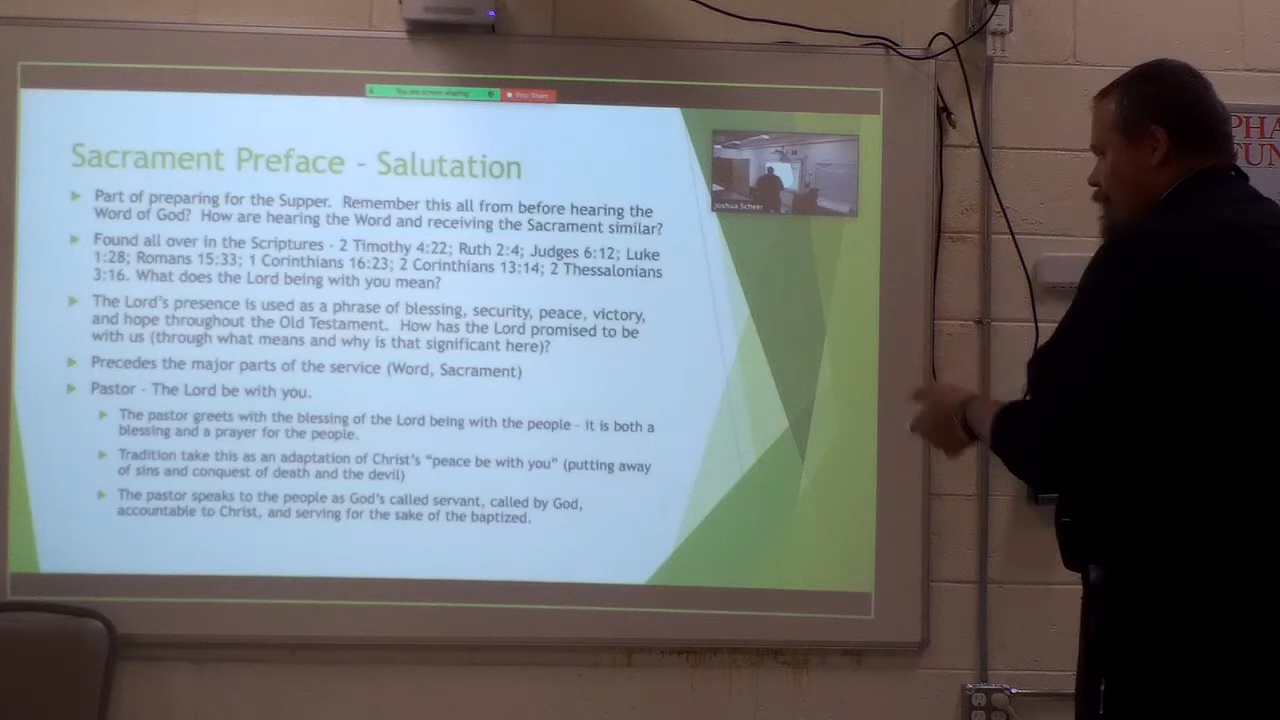 You are screen sharing Stop Share
Sacrament Preface - Salutation
Part of preparing for the Supper. Remember this all from before hearing the
Word of God? How are hearing the Word and receiving the Sacrament similar?
Found all over in the Scriptures - 2 Timothy 4:22; Ruth 2:4; Judges 6:12; Luke
1:28; Romans 15:33; 1 Corinthians 16:23; 2 Corinthians 13:14; 2 Thessalonians
3:16. What does the Lord being with you mean?
The Lord's presence is used as a phrase of blessing, security, peace, victory,
and hope throughout the Old Testament. How has the Lord promised to be
with us (through what means and why is that significant here)?
Precedes the major parts of the service (Word, Sacrament)
Pastor - The Lord be with you.
The pastor greets with the blessing of the Lord being with the people - it is both a
blessing and a prayer for the people.
Tradition take this as an adaptation of Christ's "peace be with you" (putting away
of sins and conquest of death and the devil)
The pastor speaks to the people as God's called servant, called by God,
accountable to Christ, and serving for the sake of the baptized.
Joshua Scheer
PHA
FUN